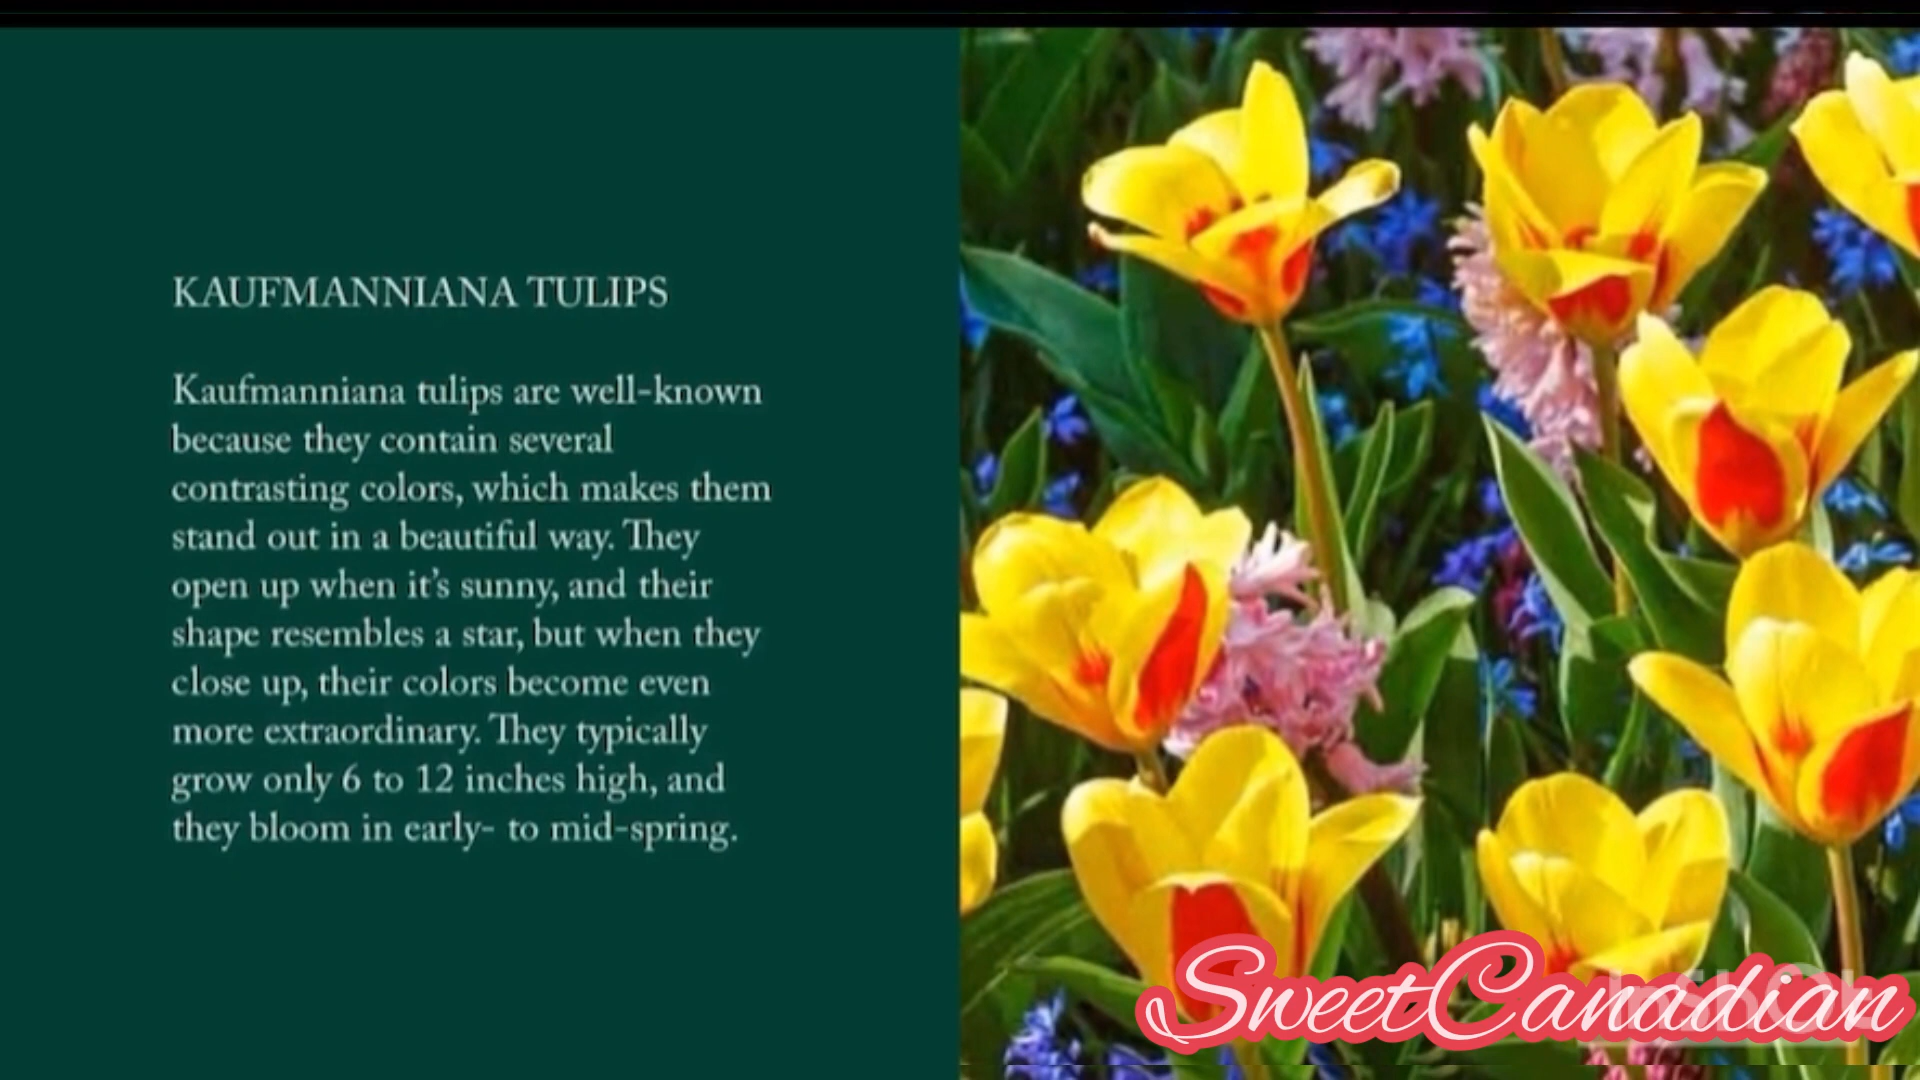 KAUFMANNIANA TULIPS
Kaufmanniana tulips are well-known
because they contain several
contrasting colors, which makes them
stand out in a beautiful way. They
open up when it’s sunny, and their
shape resembles a star, but when they
close up, their colors become even
more extraordinary. They typically
grow only 6 to 12 inches high, and
they bloom in early- to mid-spring.
SweetCanadian